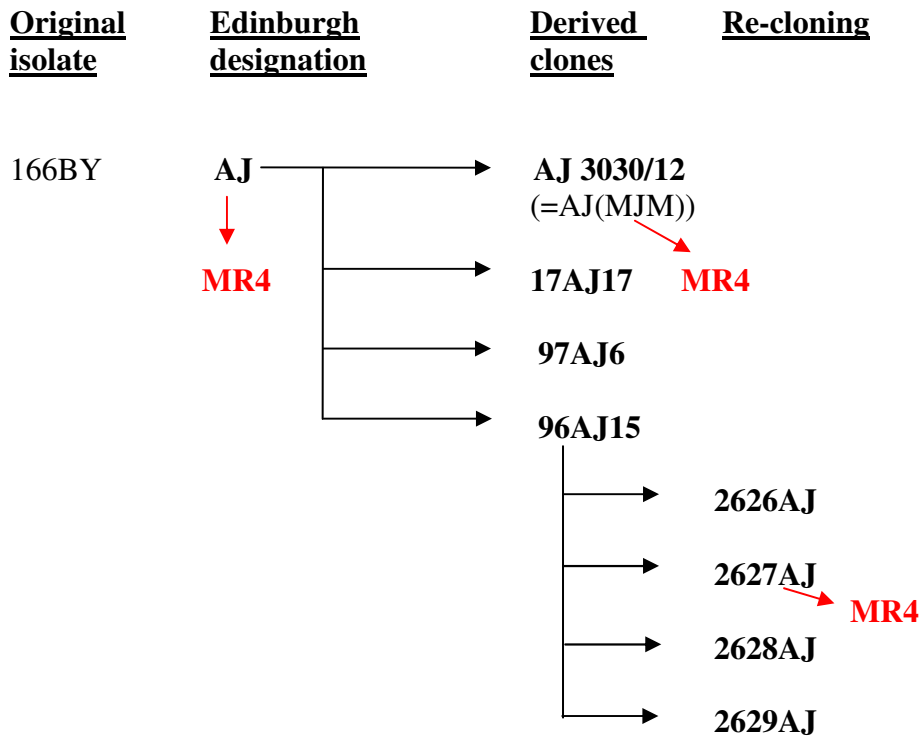 Original Edinburgh Derived Re-cloning
isolate designation clones
166BY AJ AJ 3030/12
(=AJ(MJM))
MR4 17AJ17 MR4
97AJ6
96AJ15
2626AJ
2627AJ
MR4
2628AJ
2629AJ